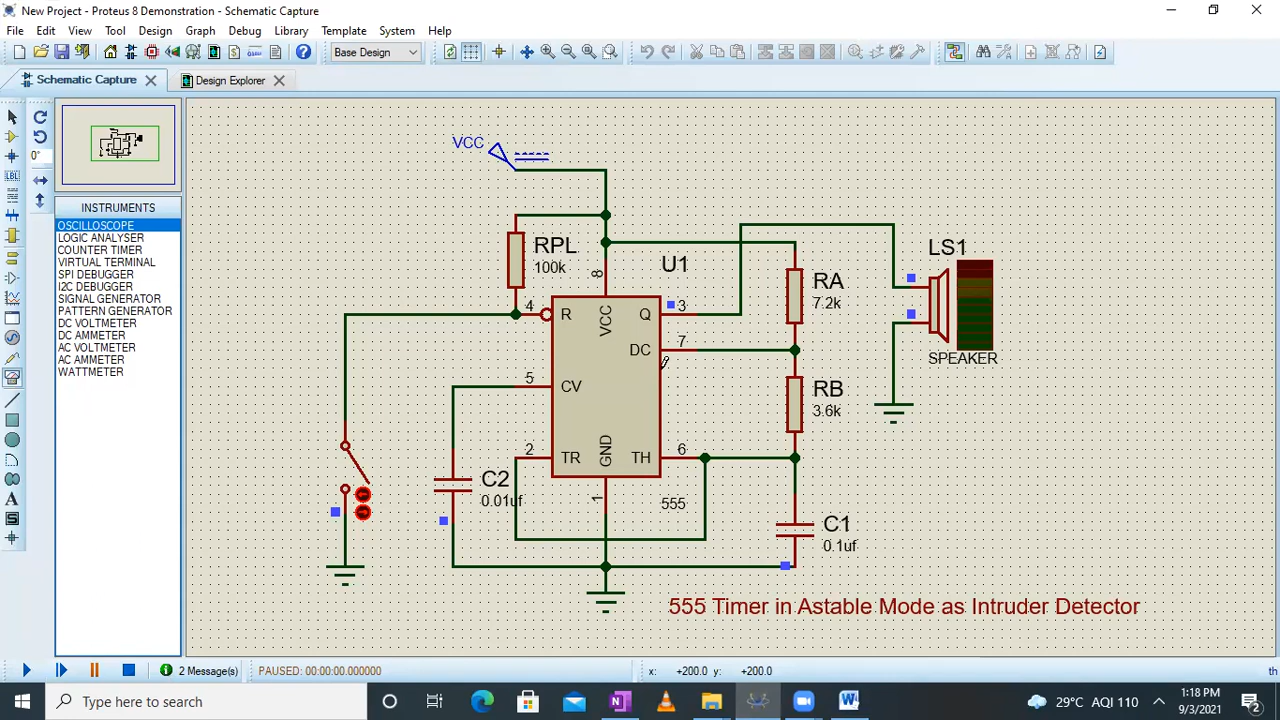 New Project - Proteus 8 Demonstration - Schematic Capture
File Edit View Tool Design Graph Debug Library Template System Help
Base Design
Schematic Capture
Design Explorer
0°
LBL
INSTRUMENTS
OSCILLOSCOPE
LOGIC ANALYSER
COUNTER TIMER
VIRTUAL TERMINAL
SPI DEBUGGER
I2C DEBUGGER
SIGNAL GENERATOR
PATTERN GENERATOR
DC VOLTMETER
DC AMMETER
AC VOLTMETER
AC AMMETER
WATTMETER
A
S
VCC
RPL
100k
U1
8
VCC
4
R
Q
3
DC
7
5
CV
2
TR
GND
TH
6
1
555
RA
7.2k
RB
3.6k
LS1
SPEAKER
C2
0.01uf
C1
0.1uf
555 Timer in Astable Mode as Intruder Detector
2 Message(s)
PAUSED: 00:00:00.000000
x: +200.0 y: +200.0
th
Type here to search
29°C AQI 110
1:18 PM
9/3/2021
2